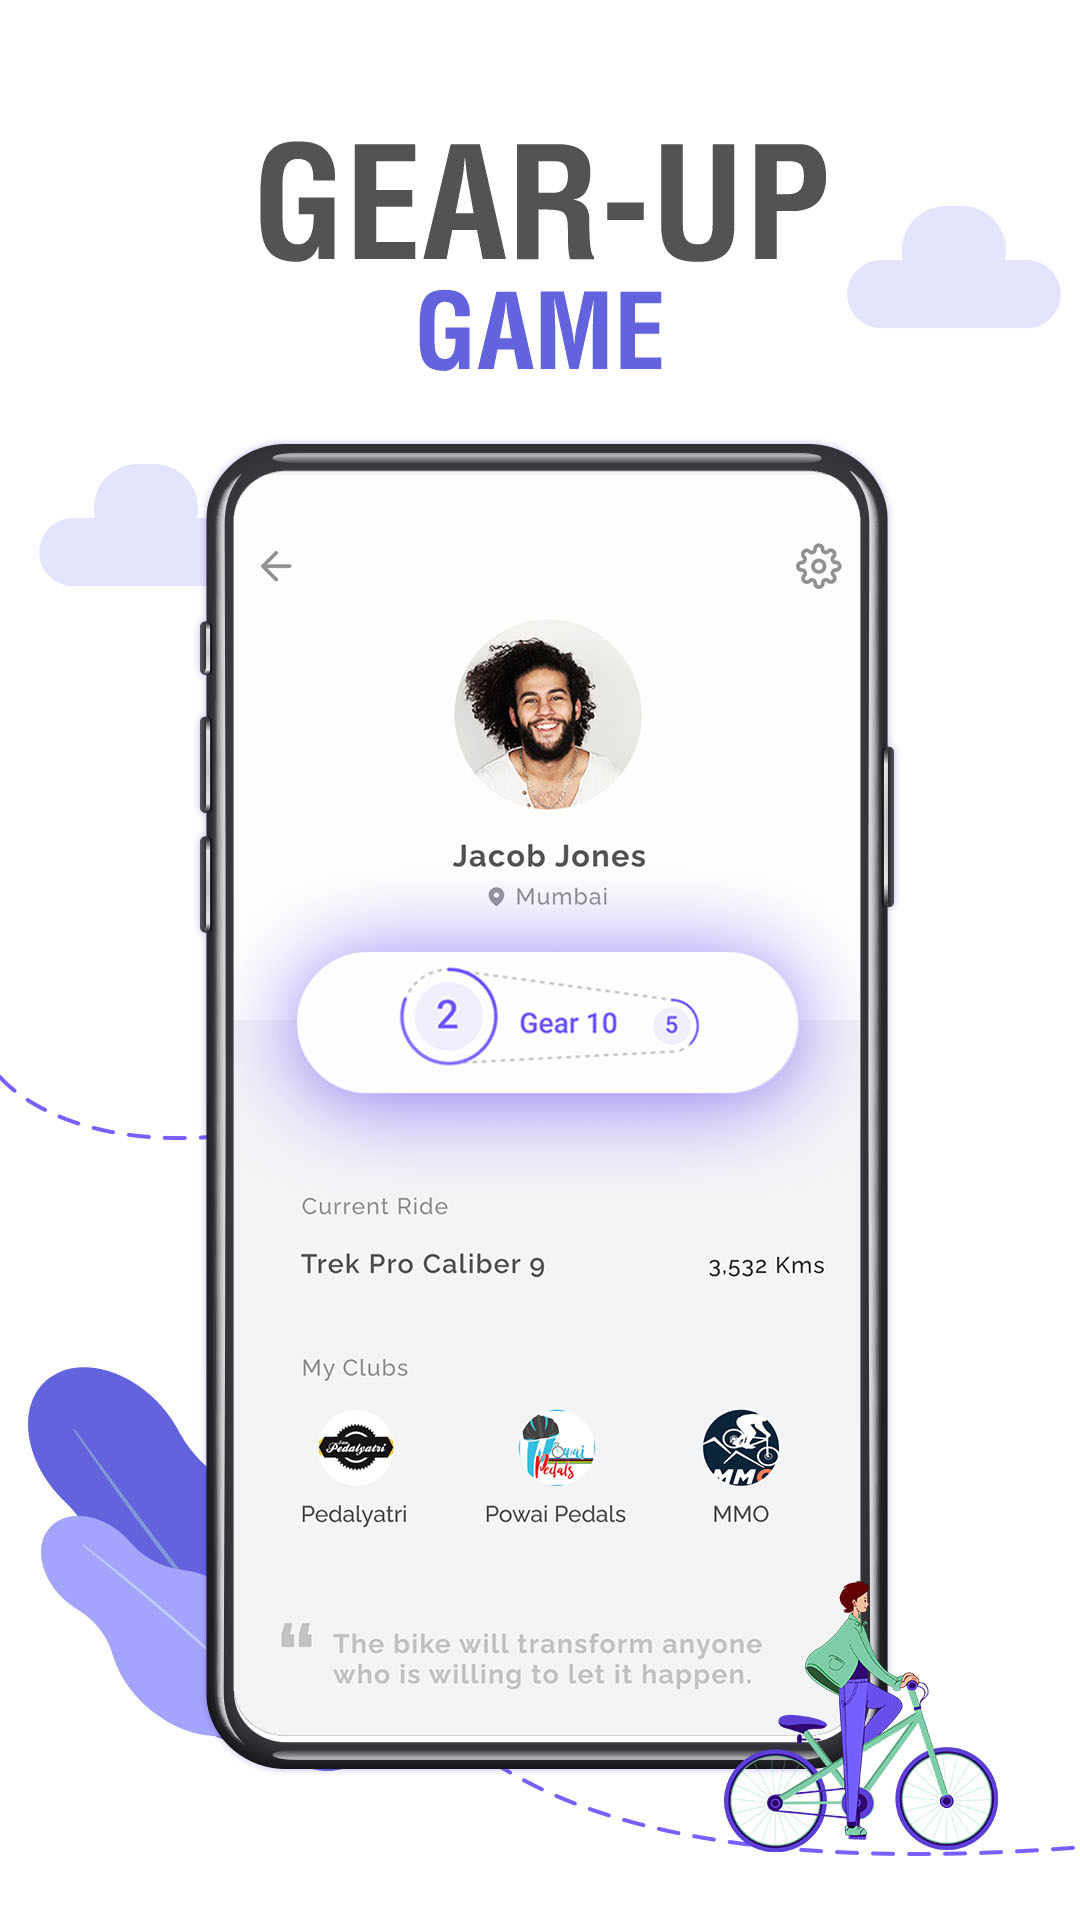 GEAR-UP
GAME
Jacob Jones
Mumbai
2
Gear 10
5
Current Ride
Trek Pro Caliber 9
3,532 Kms
My Clubs
Pedalyatri
Powai
Pedals
MMO
Pedalyatri
Powai Pedals
MMO
❝ The bike will transform anyone
who is willing to let it happen.